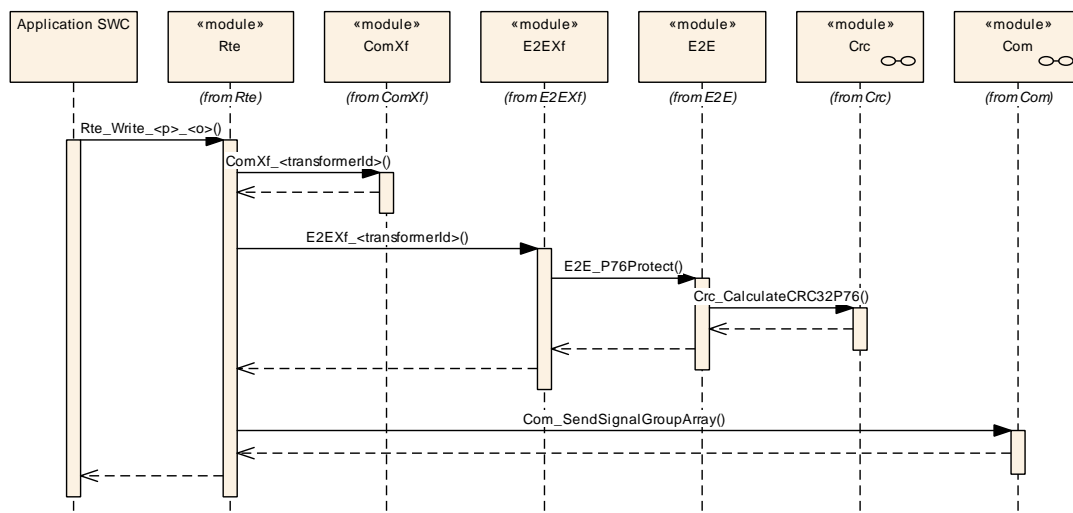 Application SWC
«module»
Rte
«module»
ComXf
«module»
E2EXf
«module»
E2E
«module»
Crc
«module»
Com
(from Rte)
(from ComXf)
(from E2EXf)
(from E2E)
(from Crc)
(from Com)
Rte_Write_<p>_<o>()
ComXf_<transformerId>()
E2EXf_<transformerId>()
E2E_P76Protect()
Crc_CalculateCRC32P76()
Com_SendSignalGroupArray()